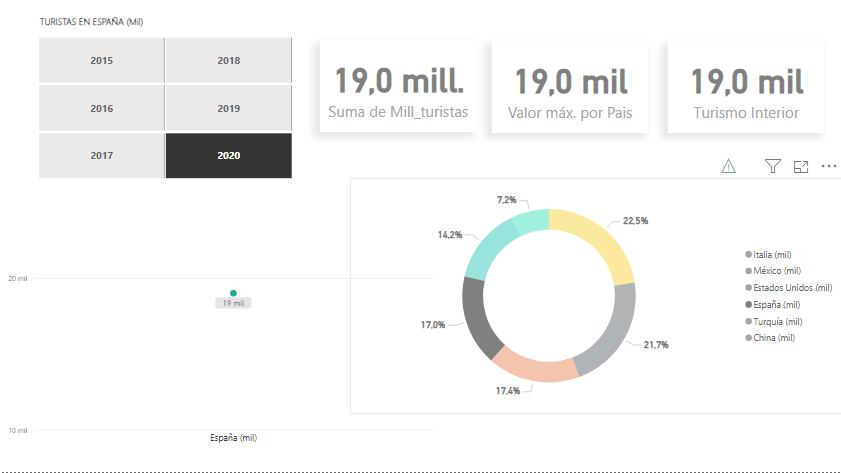 TURISTAS EN ESPAÑA (Mil)
2015
2018
2016
2019
2017
2020
19,0 mill.
Suma de Mill_turistas
19,0 mil
Valor máx. por Pais
19,0 mil
Turismo Interior
7,2%
22,5%
14,2%
17,0%
21,7%
17,4%
Italia (mil)
México (mil)
Estados Unidos (mil)
España (mil)
Turquía (mil)
China (mil)
20 mil
19 mil
10 mil
España (mil)